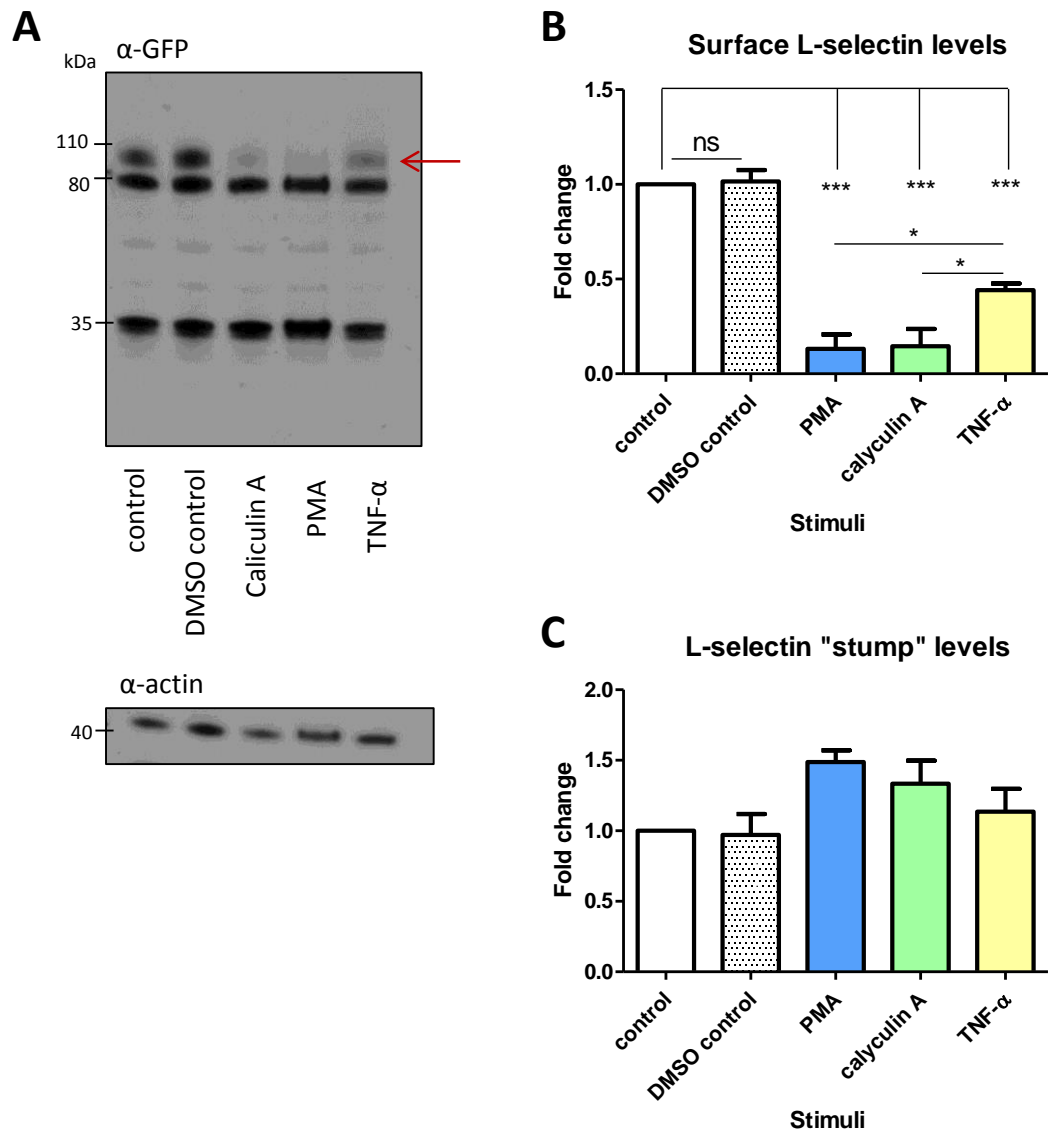 A
α-GFP
kDa
110
80
35
control
DMSO control
Caliculin A
PMA
TNF-α
α-actin
40
B
Surface L-selectin levels
Fold change
1.5
1.0
0.5
0.0
ns
***
***
***
*
*
control
DMSO control
PMA
calyculin A
TNF-α
Stimuli
C
L-selectin "stump" levels
Fold change
2.0
1.5
1.0
0.5
0.0
control
DMSO control
PMA
calyculin A
TNF-α
Stimuli